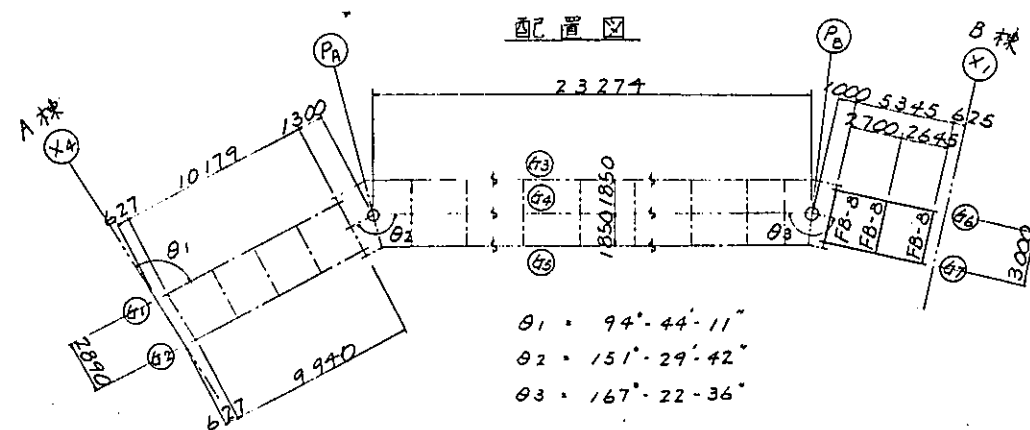 配置図
PA
PB
B棟
X1
A棟
X4
23274
1000
5345
625
2700
2645
1300
10179
627
θ1
G3
G4
G5
1850
1850
θ2
θ3
FB-8
FB-8
FB-8
G6
G7
3000
G1
G2
2890
9940
627
θ1 = 94°-44'-11"
θ2 = 151°-29'-42"
θ3 = 167°-22-36"